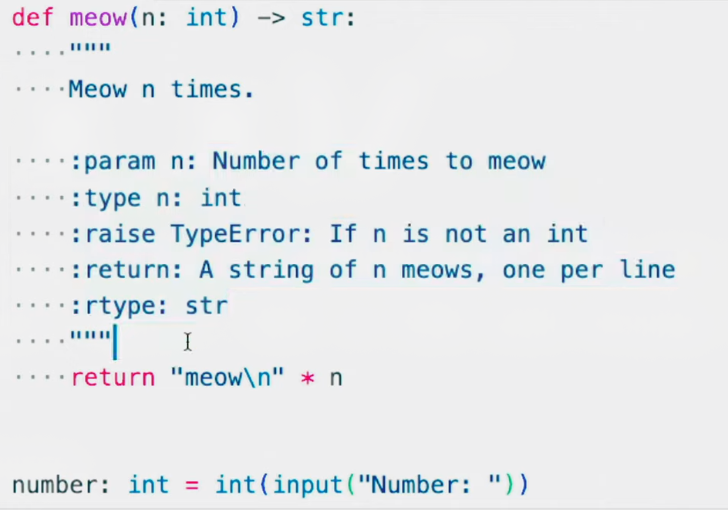 def meow(n: int) -> str:
"""
Meow n times.
:param n: Number of times to meow
:type n: int
:raise TypeError: If n is not an int
:return: A string of n meows, one per line
:rtype: str
"""
return "meow\n" * n
number: int = int(input("Number: "))